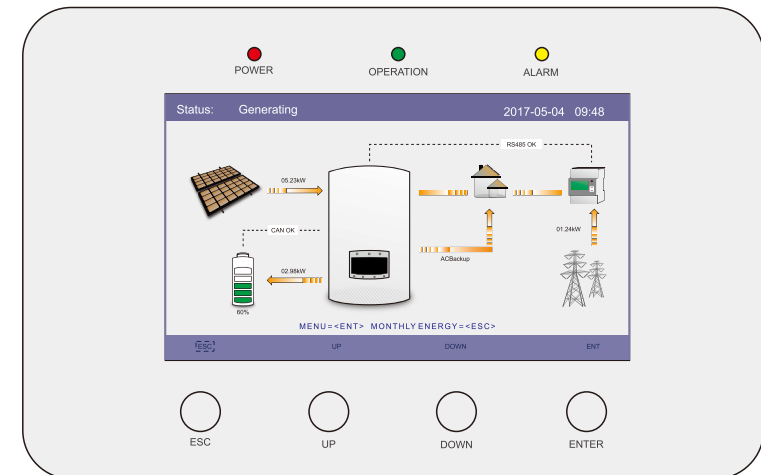 POWER OPERATION ALARM
Status: Generating 2017-05-04 09:48
RS485 OK
05.23kW
CAN OK
01.24kW
ACBackup
02.98kW
60%
MENU=<ENT> MONTHLY ENERGY=<ESC>
ESC UP DOWN ENT
ESC UP DOWN ENTER